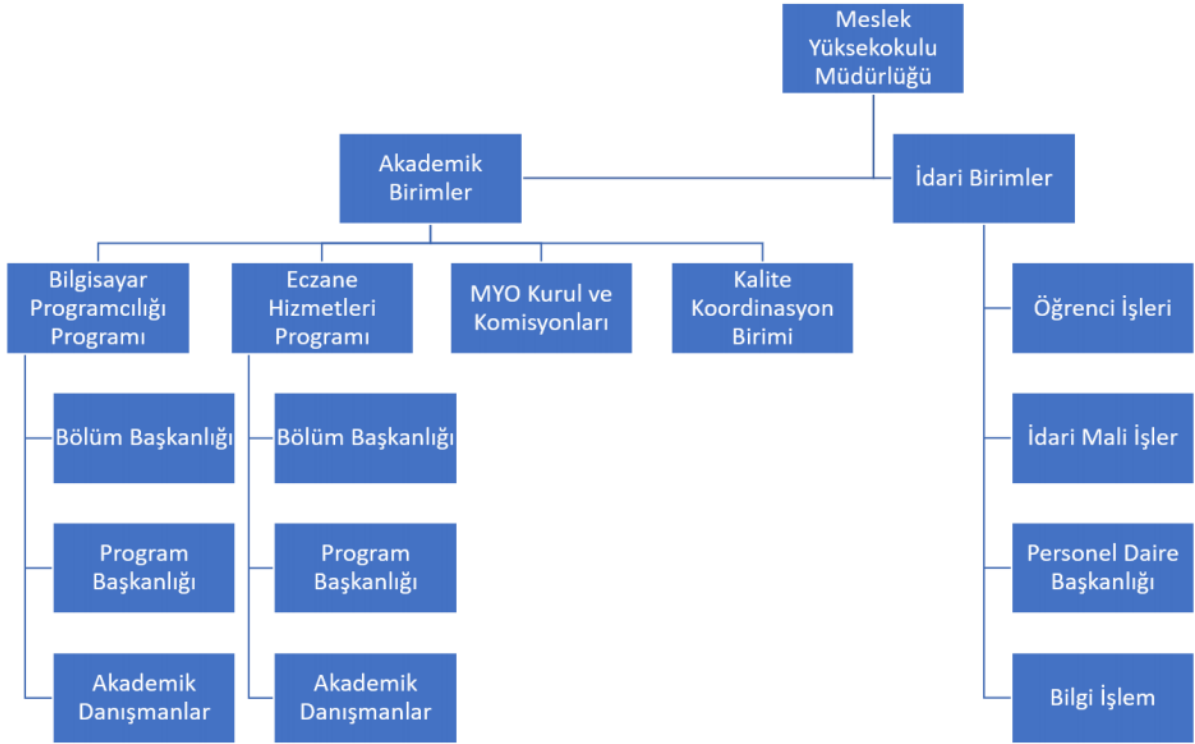 Meslek
Yüksekokulu
Müdürlüğü
Akademik
Birimler
İdari Birimler
Bilgisayar
Programcılığı
Programı
Eczane
Hizmetleri
Programı
MYO Kurul ve
Komisyonları
Kalite
Koordinasyon
Birimi
Öğrenci İşleri
Bölüm Başkanlığı
Bölüm Başkanlığı
İdari Mali İşler
Program
Başkanlığı
Program
Başkanlığı
Personel Daire
Başkanlığı
Akademik
Danışmanlar
Akademik
Danışmanlar
Bilgi İşlem